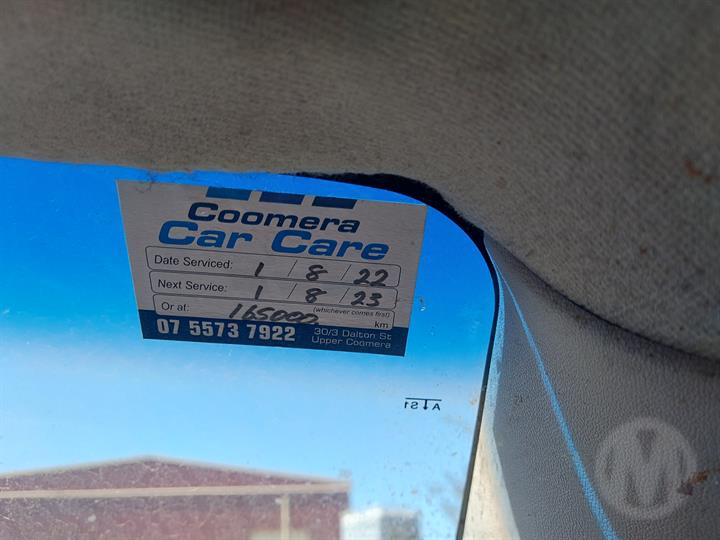 Coomera
Car Care
Date Serviced: 1 / 8 / 22
Next Service: 1 / 8 / 23
(whichever comes first)
Or at: 165000 km
07 5573 7922
30/3 Dalton St
Upper Coomera
A↓S1
M